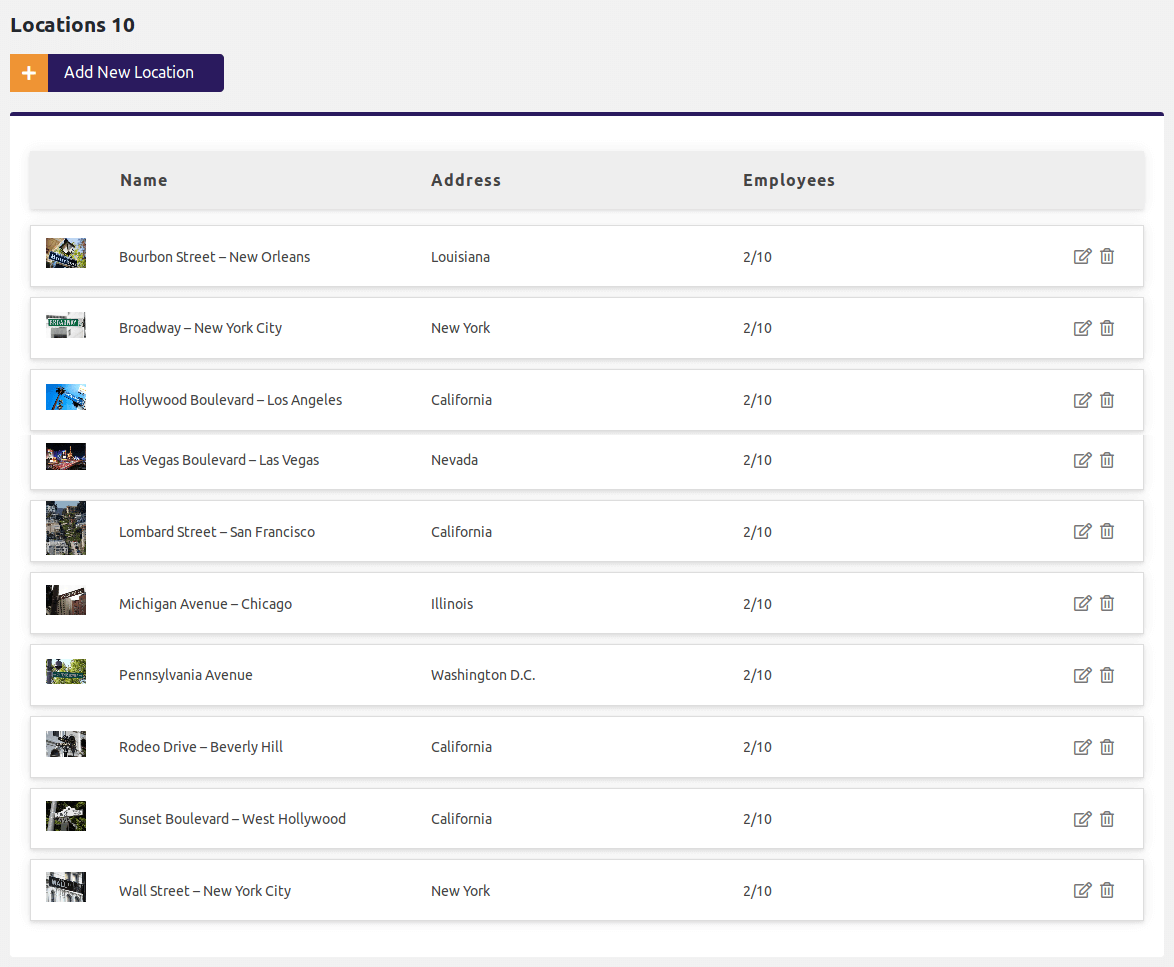 Locations 10
+ Add New Location
Name Address Employees
Bourbon Street – New Orleans Louisiana 2/10
Broadway – New York City New York 2/10
Hollywood Boulevard – Los Angeles California 2/10
Las Vegas Boulevard – Las Vegas Nevada 2/10
Lombard Street – San Francisco California 2/10
Michigan Avenue – Chicago Illinois 2/10
Pennsylvania Avenue Washington D.C. 2/10
Rodeo Drive – Beverly Hill California 2/10
Sunset Boulevard – West Hollywood California 2/10
Wall Street – New York City New York 2/10